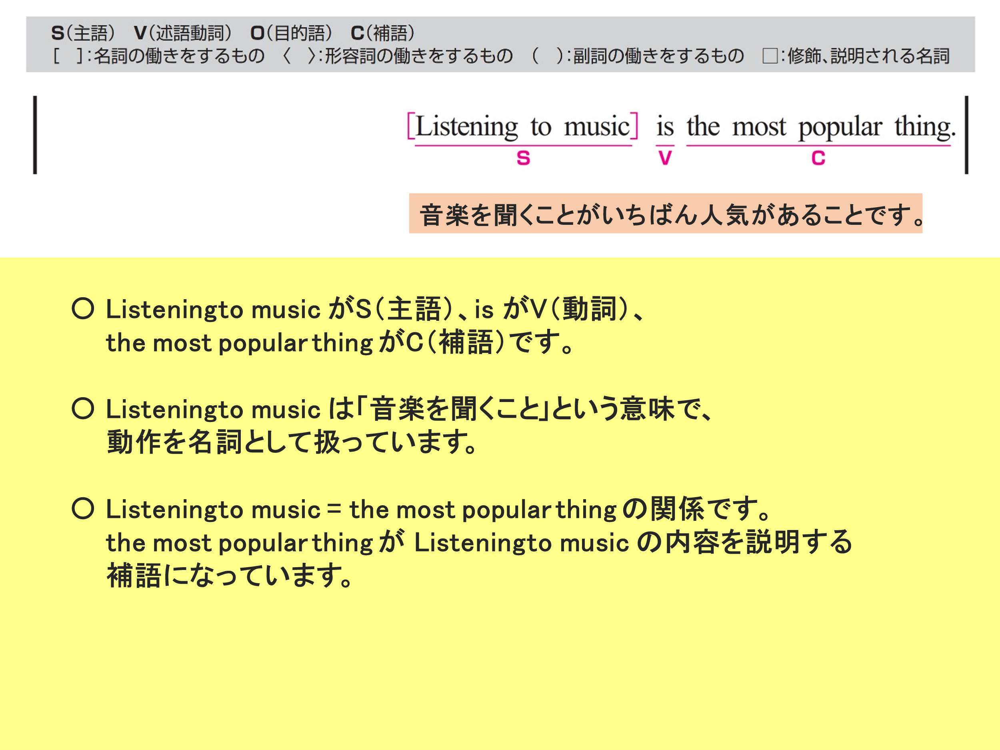 S（主語）　V（述語動詞）　O（目的語）　C（補語）
［　］：名詞の働きをするもの　〈　〉：形容詞の働きをするもの　（　）：副詞の働きをするもの　□：修飾、説明される名詞
[Listening to music] is the most popular thing.
S V C
音楽を聞くことがいちばん人気があることです。
○ Listeningto music がS（主語）、is がV（動詞）、
the most popular thing がC（補語）です。
○ Listeningto music は「音楽を聞くこと」という意味で、
動作を名詞として扱っています。
○ Listeningto music = the most popular thing の関係です。
the most popular thing が Listeningto music の内容を説明する
補語になっています。